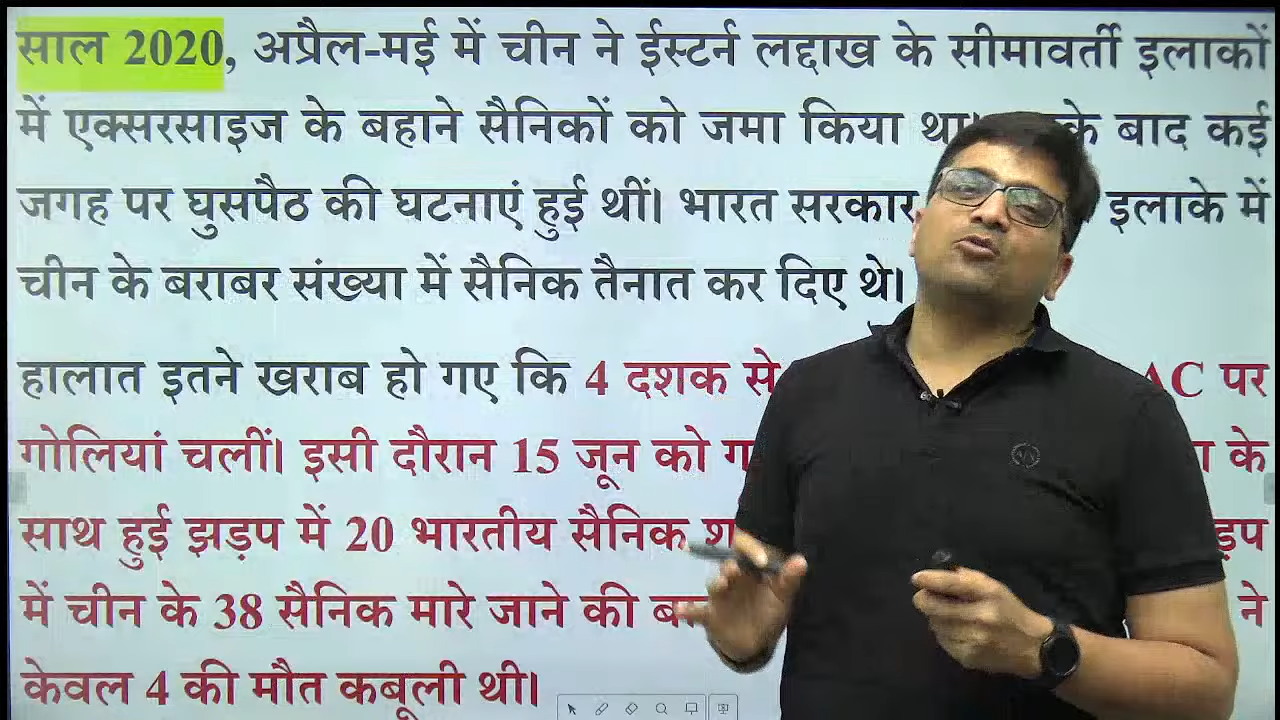 साल 2020, अप्रैल-मई में चीन ने ईस्टर्न लद्दाख के सीमावर्ती इलाकों
में एक्सरसाइज के बहाने सैनिकों को जमा किया था। के बाद कई
जगह पर घुसपैठ की घटनाएं हुई थीं। भारत सरकार इलाके में
चीन के बराबर संख्या में सैनिक तैनात कर दिए थे।
हालात इतने खराब हो गए कि 4 दशक से पर
गोलियां चलीं। इसी दौरान 15 जून को के
साथ हुई झड़प में 20 भारतीय सैनिक
में चीन के 38 सैनिक मारे जाने की ने
केवल 4 की मौत कबूली थी।